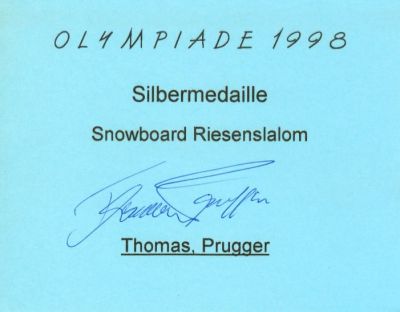 OLYMPIADE 1998
Silbermedaille
Snowboard Riesenslalom
Thomas, Prugger